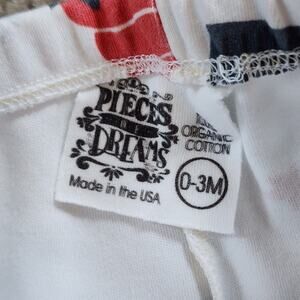 PIECES
OF
DREAMS
ORGANIC
COTTON
Made in the USA
0-3M